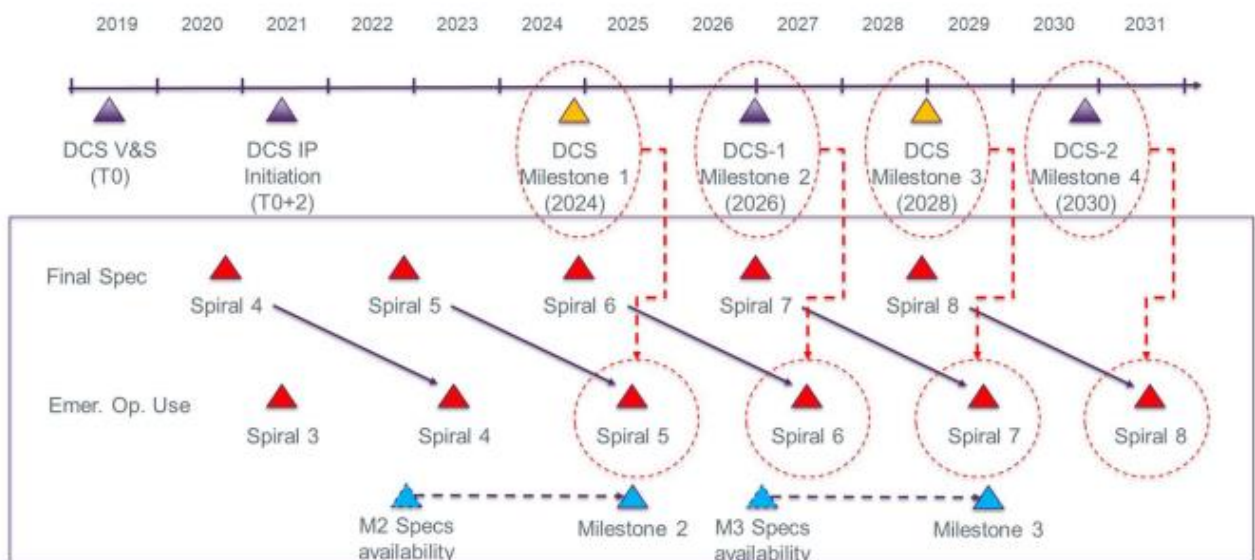 2019 2020 2021 2022 2023 2024 2025 2026 2027 2028 2029 2030 2031
DCS V&S
(T0)
DCS IP
Initiation
(T0+2)
DCS
Milestone 1
(2024)
DCS-1
Milestone 2
(2026)
DCS
Milestone 3
(2028)
DCS-2
Milestone 4
(2030)
Final Spec
Spiral 4
Spiral 5
Spiral 6
Spiral 7
Spiral 8
Emer. Op. Use
Spiral 3
Spiral 4
Spiral 5
Spiral 6
Spiral 7
Spiral 8
M2 Specs
availability
Milestone 2
M3 Specs
availability
Milestone 3